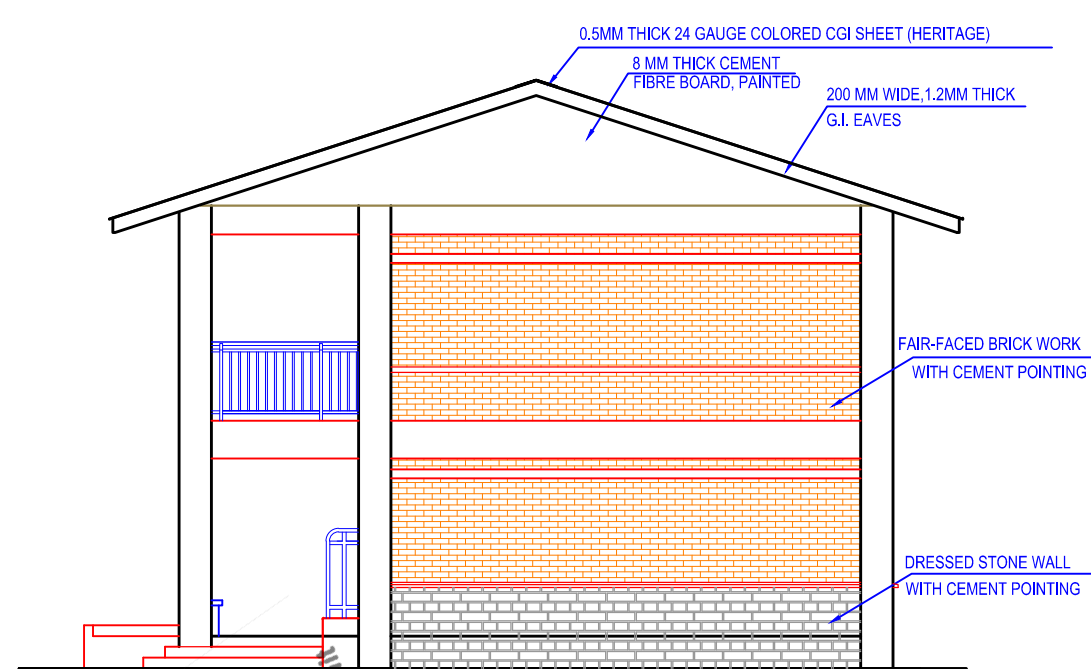 0.5MM THICK 24 GAUGE COLORED CGI SHEET (HERITAGE)
8 MM THICK CEMENT
FIBRE BOARD, PAINTED
200 MM WIDE,1.2MM THICK
G.I. EAVES
FAIR-FACED BRICK WORK
WITH CEMENT POINTING
DRESSED STONE WALL
WITH CEMENT POINTING